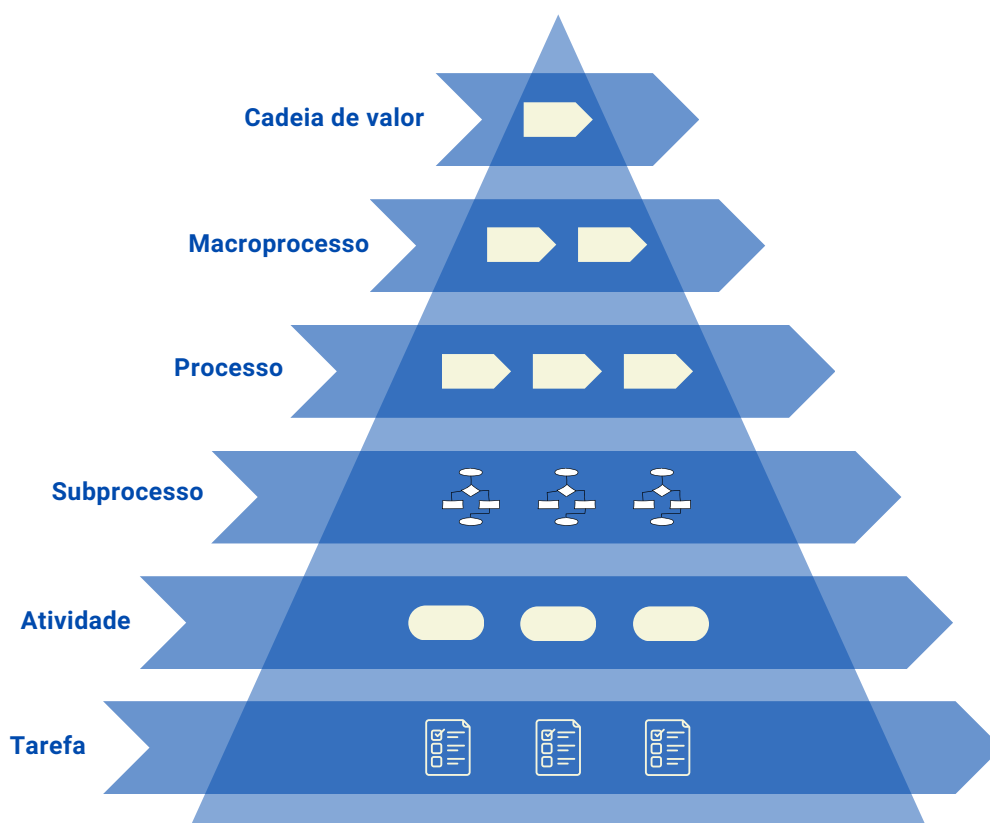 Cadeia de valor
Macroprocesso
Processo
Subprocesso
Atividade
Tarefa